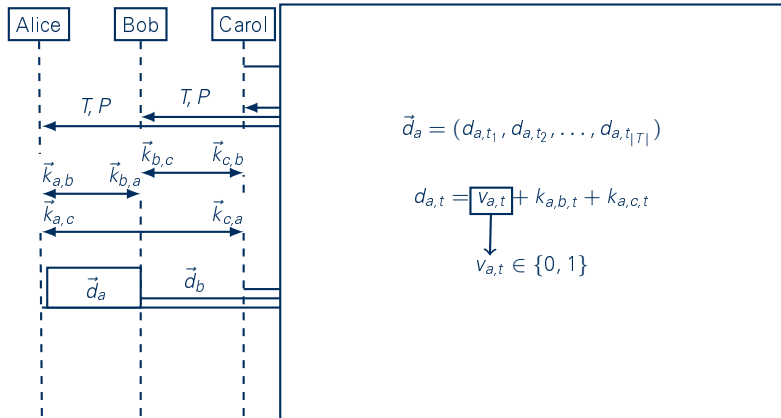 Alice Bob Carol
T, P T, P
k⃗_{b,c} k⃗_{c,b}
k⃗_{a,b} k⃗_{b,a}
k⃗_{a,c} k⃗_{c,a}
d⃗_a d⃗_b
d⃗_a = (d_{a,t_1}, d_{a,t_2}, . . . , d_{a,t_{|T|}})
d_{a,t} = v_{a,t} + k_{a,b,t} + k_{a,c,t}
v_{a,t} ∈ {0, 1}